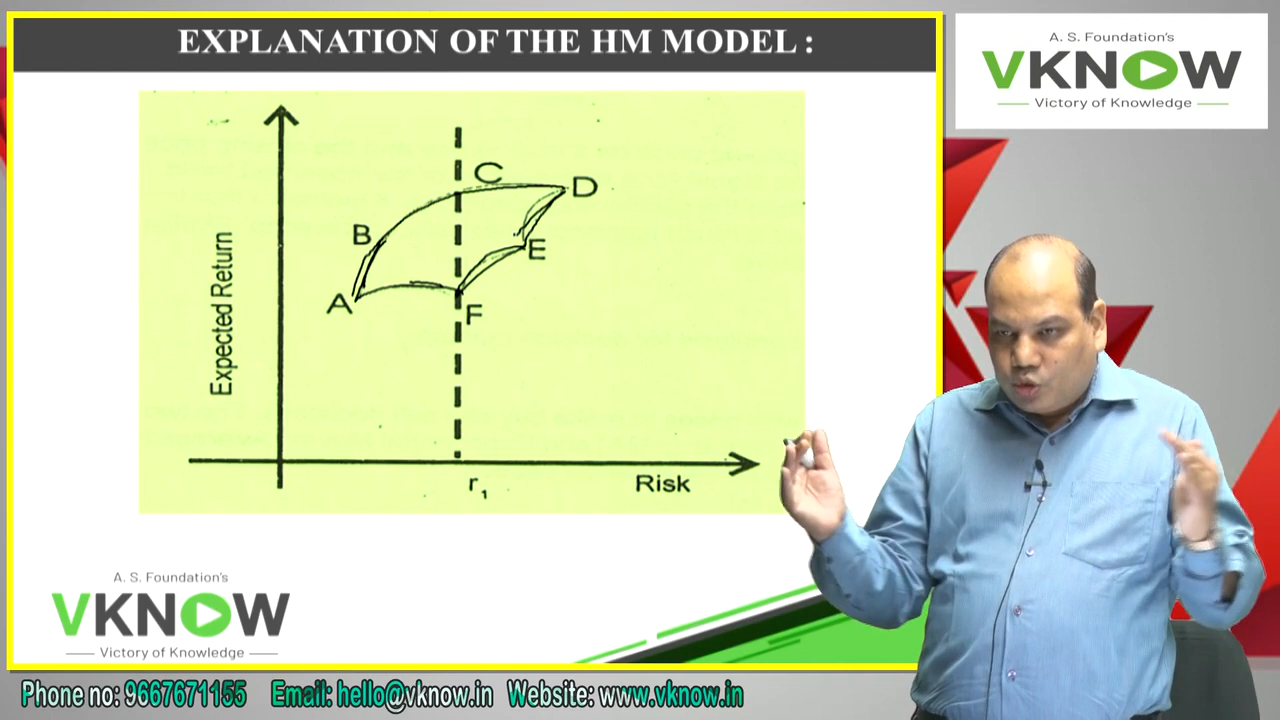 EXPLANATION OF THE HM MODEL :
A. S. Foundation's
VKNOW
Victory of Knowledge
Expected Return
C
D
B
E
A
F
r₁
Risk
A. S. Foundation's
VKNOW
Victory of Knowledge
Phone no: 9667671155 Email: hello@vknow.in Website: www.vknow.in